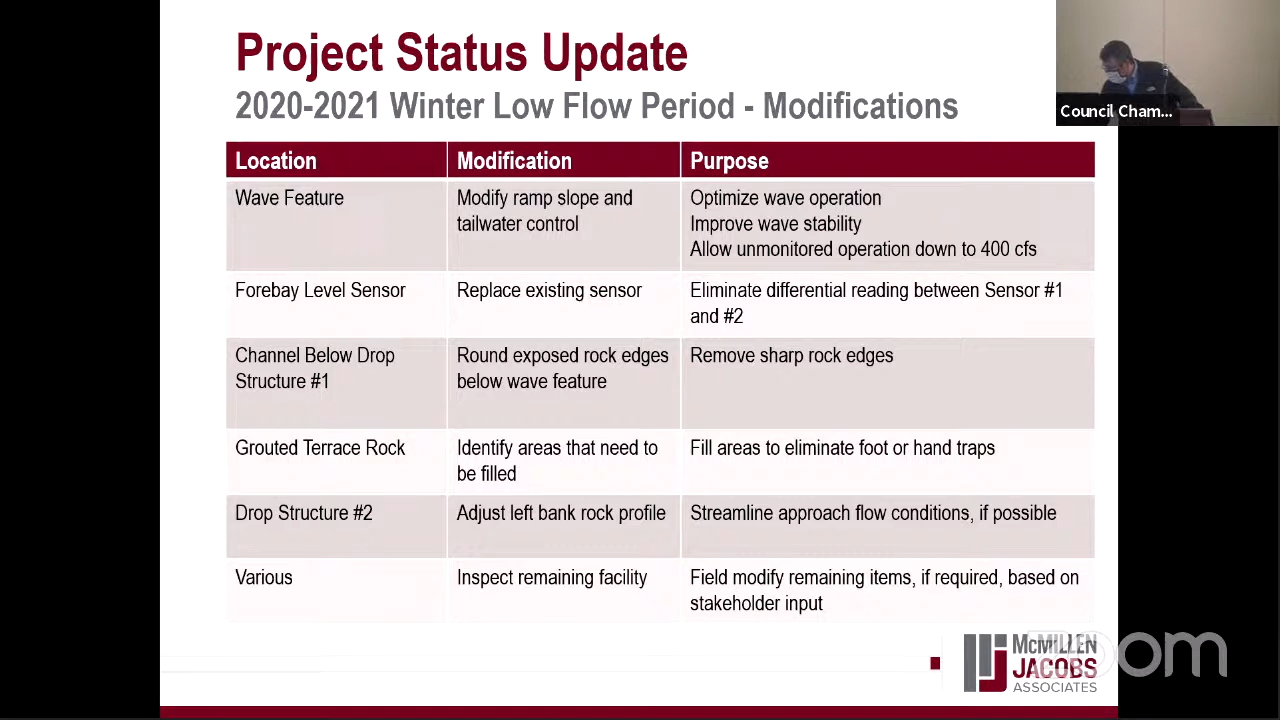 Project Status Update
2020-2021 Winter Low Flow Period - Modifications
Council Cham...
Location
Modification
Purpose
Wave Feature
Modify ramp slope and
tailwater control
Optimize wave operation
Improve wave stability
Allow unmonitored operation down to 400 cfs
Forebay Level Sensor
Replace existing sensor
Eliminate differential reading between Sensor #1
and #2
Channel Below Drop
Structure #1
Round exposed rock edges
below wave feature
Remove sharp rock edges
Grouted Terrace Rock
Identify areas that need to
be filled
Fill areas to eliminate foot or hand traps
Drop Structure #2
Adjust left bank rock profile
Streamline approach flow conditions, if possible
Various
Inspect remaining facility
Field modify remaining items, if required, based on
stakeholder input
McMILLEN
JACOBS
ASSOCIATES
zoom